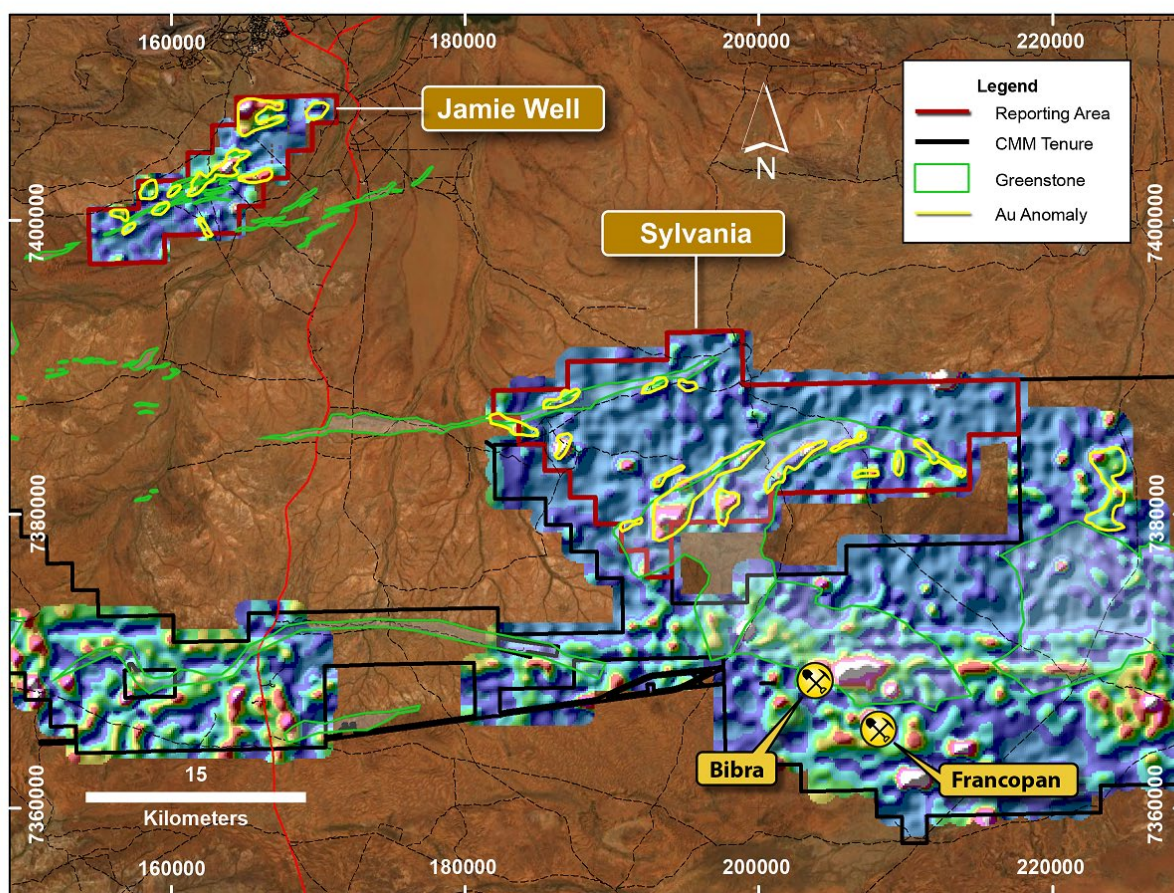 160000
180000
200000
220000
Legend
Reporting Area
CMM Tenure
Greenstone
Au Anomaly
Jamie Well
N
7400000
7400000
Sylvania
7380000
7380000
Bibra
Francopan
15
Kilometers
7360000
7360000
160000
180000
200000
220000